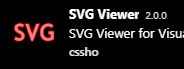 SVG
SVG Viewer 2.0.0
SVG Viewer for Visua
cssho